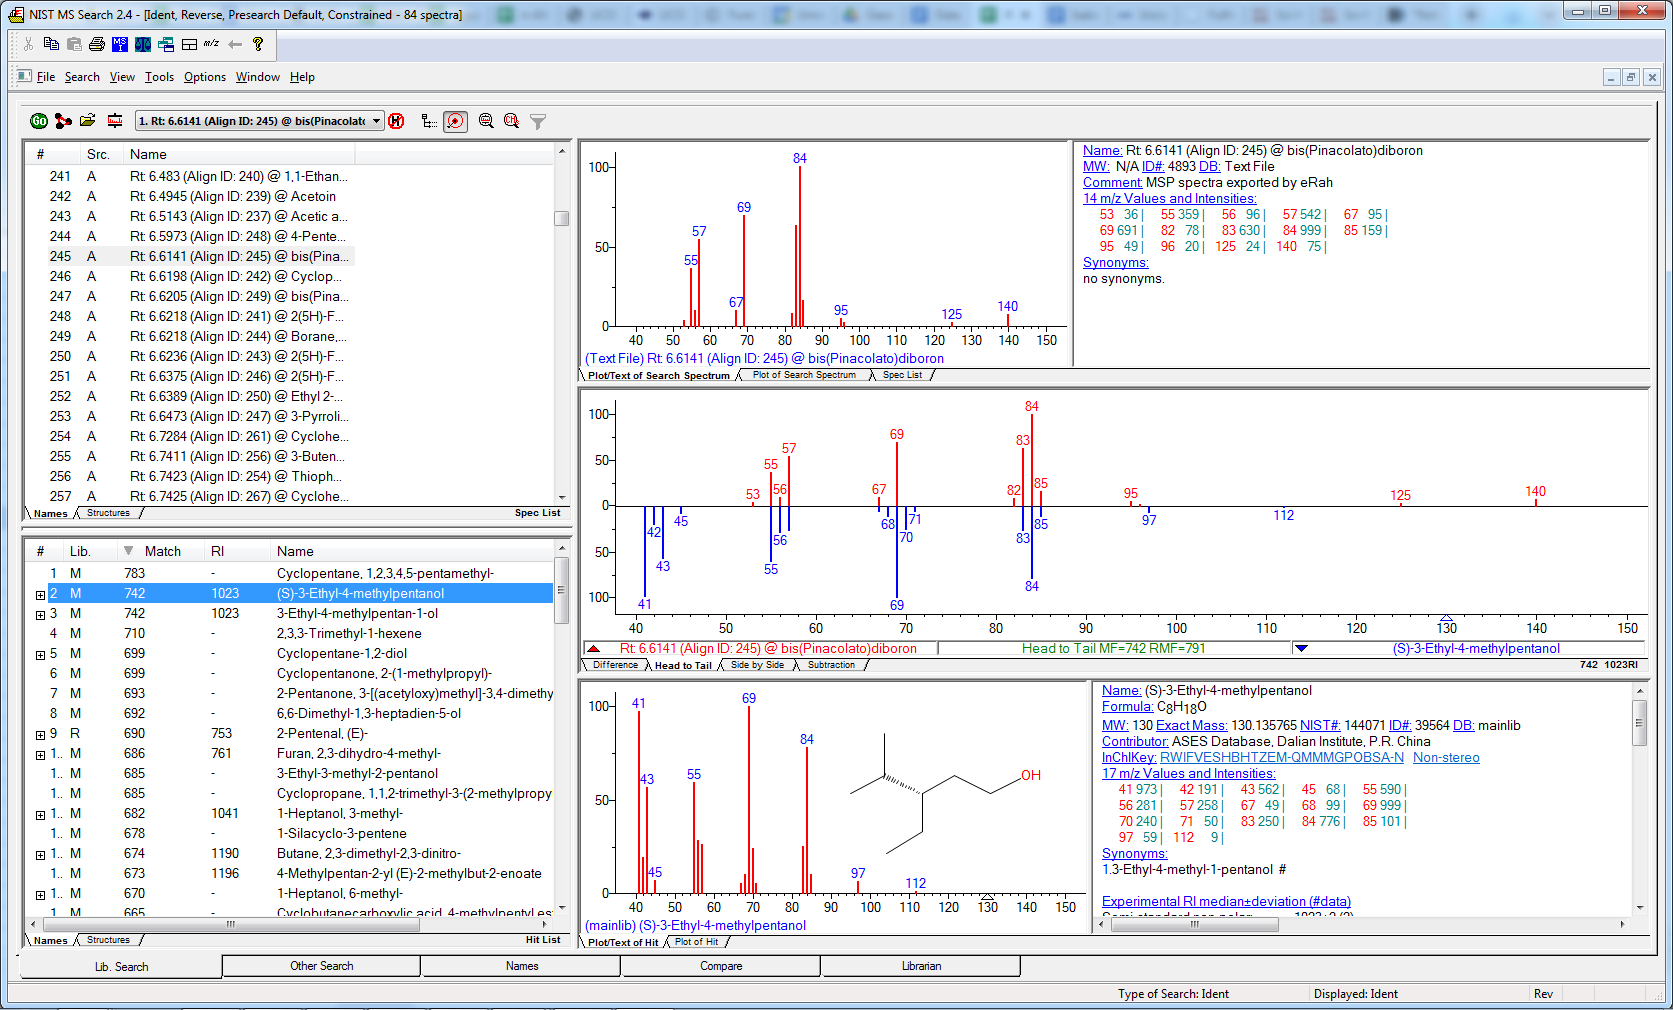 NIST MS Search 2.4 - [Ident, Reverse, Presearch Default, Constrained - 84 spectra]
File Search View Tools Options Window Help
1. Rt: 6.6141 (Align ID: 245) @ bis(Pinacolato
# Src. Name
241 A Rt: 6.483 (Align ID: 240) @ 1,1-Ethan...
242 A Rt: 6.4945 (Align ID: 239) @ Acetoin
243 A Rt: 6.5143 (Align ID: 237) @ Acetic a...
244 A Rt: 6.5973 (Align ID: 248) @ 4-Pente...
245 A Rt: 6.6141 (Align ID: 245) @ bis(Pina...
246 A Rt: 6.6198 (Align ID: 242) @ Cyclop...
247 A Rt: 6.6205 (Align ID: 249) @ bis(Pina...
248 A Rt: 6.6218 (Align ID: 241) @ 2(5H)-F...
249 A Rt: 6.6218 (Align ID: 244) @ Borane,...
250 A Rt: 6.6236 (Align ID: 243) @ 2(5H)-F...
251 A Rt: 6.6375 (Align ID: 246) @ 2(5H)-F...
252 A Rt: 6.6389 (Align ID: 250) @ Ethyl 2-...
253 A Rt: 6.6473 (Align ID: 247) @ 3-Pyrroli...
254 A Rt: 6.7284 (Align ID: 261) @ Cyclohe...
255 A Rt: 6.7411 (Align ID: 256) @ 3-Buten...
256 A Rt: 6.7423 (Align ID: 254) @ Thioph...
257 A Rt: 6.7425 (Align ID: 267) @ Cyclohe...
Names Structures Spec List
# Lib. Match RI Name
1 M 783 - Cyclopentane, 1,2,3,4,5-pentamethyl-
2 M 742 1023 (S)-3-Ethyl-4-methylpentanol
3 M 742 1023 3-Ethyl-4-methylpentan-1-ol
4 M 710 - 2,3,3-Trimethyl-1-hexene
5 M 699 - Cyclopentane-1,2-diol
6 M 699 - Cyclopentanone, 2-(1-methylpropyl)-
7 M 693 - 2-Pentanone, 3-[(acetyloxy)methyl]-3,4-dimethy
8 M 692 - 6,6-Dimethyl-1,3-heptadien-5-ol
9 R 690 753 2-Pentenal, (E)-
1.. M 686 761 Furan, 2,3-dihydro-4-methyl-
1.. M 685 - 3-Ethyl-3-methyl-2-pentanol
1.. M 685 - Cyclopropane, 1,1,2-trimethyl-3-(2-methylpropy
1.. M 682 1041 1-Heptanol, 3-methyl-
1.. M 678 - 1-Silacyclo-3-pentene
1.. M 674 1190 Butane, 2,3-dimethyl-2,3-dinitro-
1.. M 673 1196 4-Methylpentan-2-yl (E)-2-methylbut-2-enoate
1.. M 670 - 1-Heptanol, 6-methyl-
1.. M 665 - Cyclobutanecarboxylic acid, 4-methylpentyl es
Names Structures Hit List
100 50 0
55 57 67 69 84 95 125 140
40 50 60 70 80 90 100 110 120 130 140 150
(Text File) Rt: 6.6141 (Align ID: 245) @ bis(Pinacolato)diboron
Plot/Text of Search Spectrum Plot of Search Spectrum Spec List
Name: Rt: 6.6141 (Align ID: 245) @ bis(Pinacolato)diboron
MW: N/A ID#: 4893 DB: Text File
Comment: MSP spectra exported by eRah
14 m/z Values and Intensities:
53 36 | 55 359 | 56 96 | 57 542 | 67 95 |
69 691 | 82 78 | 83 630 | 84 999 | 85 159 |
95 49 | 96 20 | 125 24 | 140 75 |
Synonyms:
no synonyms.
100 50 0 50 100
53 55 56 57 67 69 82 83 84 85 95 125 140
41 42 43 45 55 56 68 69 70 71 83 84 85 97 112
40 50 60 70 80 90 100 110 120 130 140 150
Rt: 6.6141 (Align ID: 245) @ bis(Pinacolato)diboron Head to Tail MF=742 RMF=791 (S)-3-Ethyl-4-methylpentanol
Difference Head to Tail Side by Side Subtraction 742 1023RI
100 50 0
41 43 45 55 69 84 97 112
OH
40 50 60 70 80 90 100 110 120 130 140 150
(mainlib) (S)-3-Ethyl-4-methylpentanol
Plot/Text of Hit Plot of Hit
Name: (S)-3-Ethyl-4-methylpentanol
Formula: C8H18O
MW: 130 Exact Mass: 130.135765 NIST#: 144071 ID#: 39564 DB: mainlib
Contributor: ASES Database, Dalian Institute, P.R. China
InChIKey: RWIFVESHBHTZEM-QMMMGPOBSA-N Non-stereo
17 m/z Values and Intensities:
41 973 | 42 191 | 43 562 | 45 68 | 55 590 |
56 281 | 57 258 | 67 49 | 68 99 | 69 999 |
70 240 | 71 50 | 83 250 | 84 776 | 85 101 |
97 59 | 112 9 |
Synonyms:
1.3-Ethyl-4-methyl-1-pentanol #
Experimental RI median±deviation (#data)
Lib. Search Other Search Names Compare Librarian
Type of Search: Ident Displayed: Ident Rev